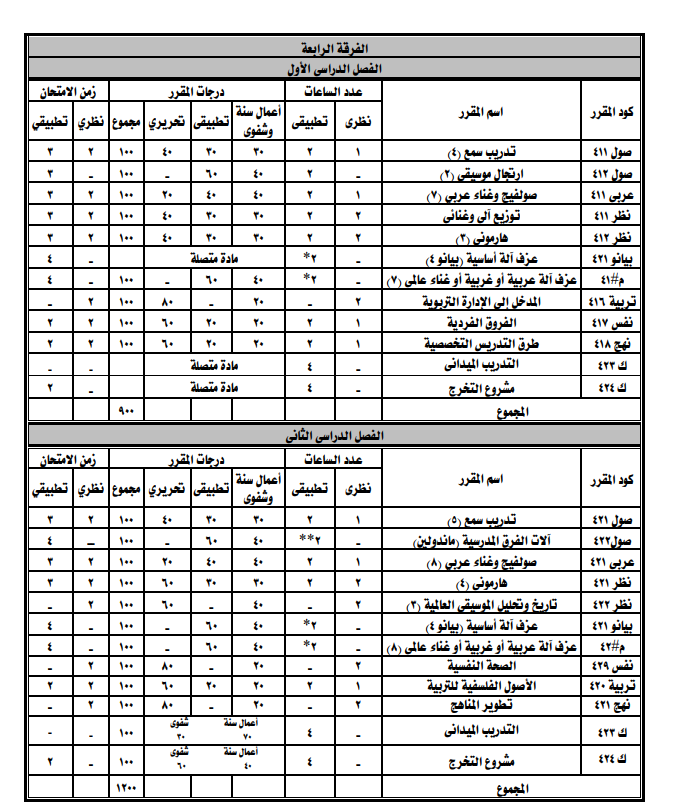 الفرقة الرابعة
الفصل الدراسى الأول
كود المقرر اسم المقرر عدد الساعات درجات المقرر زمن الامتحان
نظرى تطبيقى أعمال سنة وشفوى تطبيقى تحريري مجموع نظري تطبيقي
صول ٤١١ تدريب سمع (٤) ١ ٢ ٣٠ ٣٠ ٤٠ ١٠٠ ٢ ٣
صول ٤١٢ ارتجال موسيقى (٢) - ٢ ٤٠ ٦٠ - ١٠٠ - ٣
عربى ٤١١ صولفيج وغناء عربي (٧) ١ ٢ ٤٠ ٤٠ ٢٠ ١٠٠ ٢ ٣
نظر ٤١١ توزيع آلى وغنائى ٢ ٢ ٣٠ ٣٠ ٤٠ ١٠٠ ٢ ٣
نظر ٤١٢ هارمونى (٣) ٢ ٢ ٣٠ ٣٠ ٤٠ ١٠٠ ٢ ٣
بيانو ٤٢١ عزف آلة أساسية (بيانو ٤) - ٢* مادة متصلة - ٤
م#٤١ عزف آلة عربية أو غربية أو غناء عالمى (٧) - ٢* ٤٠ ٦٠ - ١٠٠ - ٤
تربية ٤١٦ المدخل إلى الإدارة التربوية ٢ - ٢٠ - ٨٠ ١٠٠ ٢ -
نفس ٤١٧ الفروق الفردية ١ ٢ ٢٠ ٢٠ ٦٠ ١٠٠ ٢ ٢
نهج ٤١٨ طرق التدريس التخصصية ١ ٢ ٢٠ ٢٠ ٦٠ ١٠٠ ٢ ٢
ك ٤٢٣ التدريب الميدانى - ٤ مادة متصلة - -
ك ٤٢٤ مشروع التخرج - ٤ مادة متصلة - ٢
المجموع ٩٠٠
الفصل الدراسى الثانى
كود المقرر اسم المقرر عدد الساعات درجات المقرر زمن الامتحان
نظرى تطبيقى أعمال سنة وشفوى تطبيقى تحريري مجموع نظري تطبيقي
صول ٤٢١ تدريب سمع (٥) ١ ٢ ٣٠ ٣٠ ٤٠ ١٠٠ ٢ ٣
صول٤٢٢ آلات الفرق المدرسية (ماندولين) - ٢** ٤٠ ٦٠ - ١٠٠ - ٤
عربى ٤٢١ صولفيج وغناء عربى (٨) ١ ٢ ٤٠ ٤٠ ٢٠ ١٠٠ ٢ ٣
نظر ٤٢١ هارمونى (٤) ٢ ٢ ٣٠ ٣٠ ٦٠ ١٠٠ ٢ ٣
نظر ٤٢٢ تاريخ وتحليل الموسيقى العالمية (٣) ٢ - ٤٠ - ٦٠ ١٠٠ ٢ -
بيانو ٤٢١ عزف آلة أساسية (بيانو ٤) - ٢* ٤٠ ٦٠ - ١٠٠ - ٤
م#٤٢ عزف آلة عربية أو غربية أو غناء عالمى (٨) - ٢* ٤٠ ٦٠ - ١٠٠ - ٤
نفس ٤٢٩ الصحة النفسية ٢ - ٢٠ - ٨٠ ١٠٠ ٢ -
تربية ٤٢٠ الأصول الفلسفية للتربية ١ ٢ ٢٠ ٢٠ ٦٠ ١٠٠ ٢ ٢
نهج ٤٢١ تطوير المناهج ٢ - ٢٠ - ٨٠ ١٠٠ ٢ -
ك ٤٢٣ التدريب الميدانى - ٤ أعمال سنة ٧٠ شفوى ٣٠ ١٠٠ - -
ك ٤٢٤ مشروع التخرج - ٤ أعمال سنة ٤٠ شفوى ٦٠ ١٠٠ - ٢
المجموع ١٢٠٠